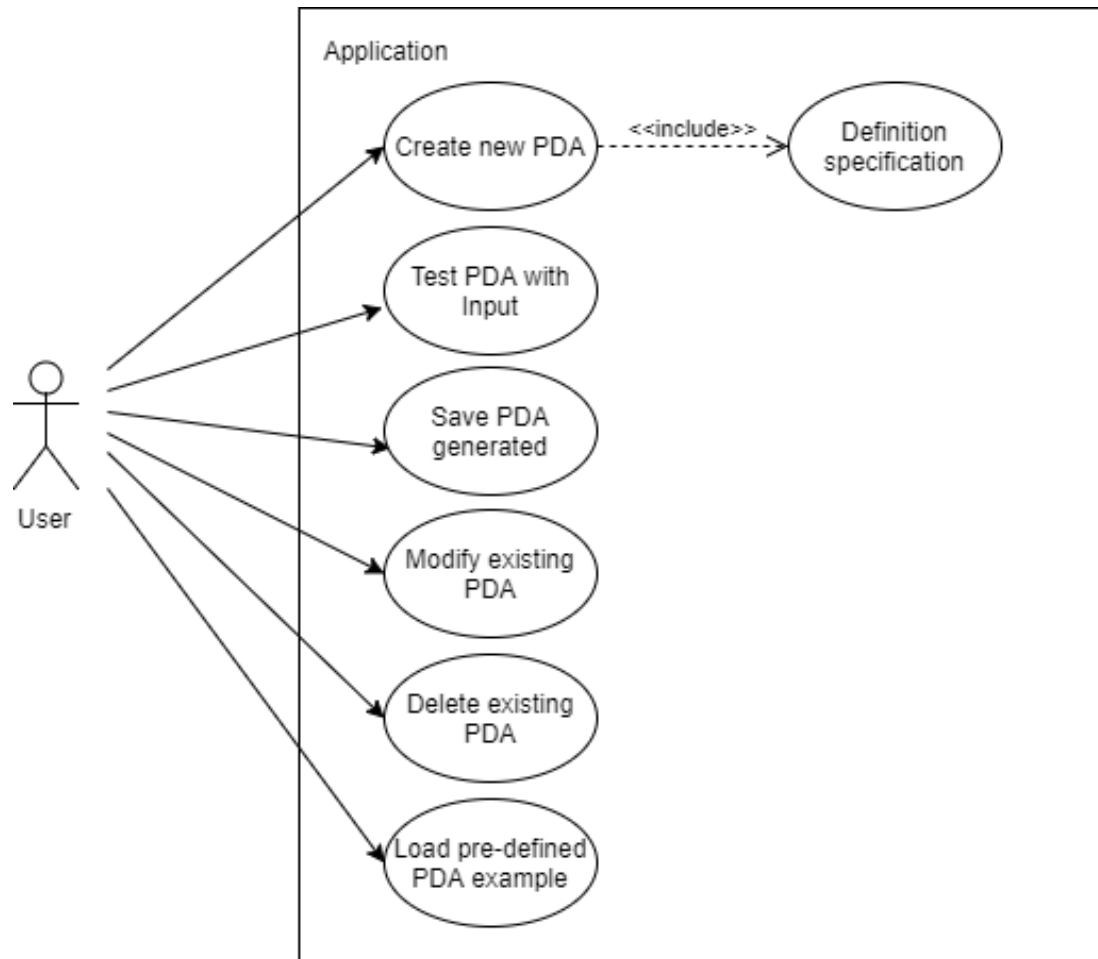 Application
Create new PDA
<<include>>
Definition
specification
Test PDA with
Input
Save PDA
generated
User
Modify existing
PDA
Delete existing
PDA
Load pre-defined
PDA example